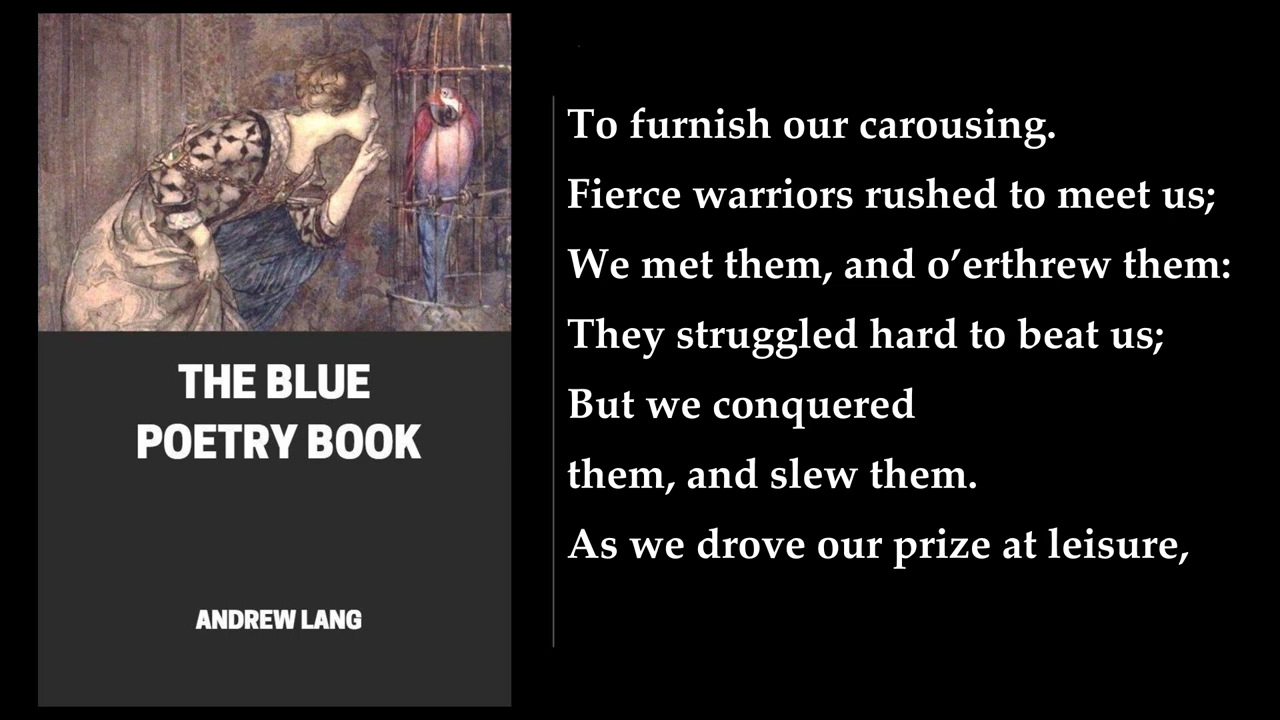 THE BLUE
POETRY BOOK
ANDREW LANG
To furnish our carousing.
Fierce warriors rushed to meet us;
We met them, and o’erthrew them:
They struggled hard to beat us;
But we conquered
them, and slew them.
As we drove our prize at leisure,